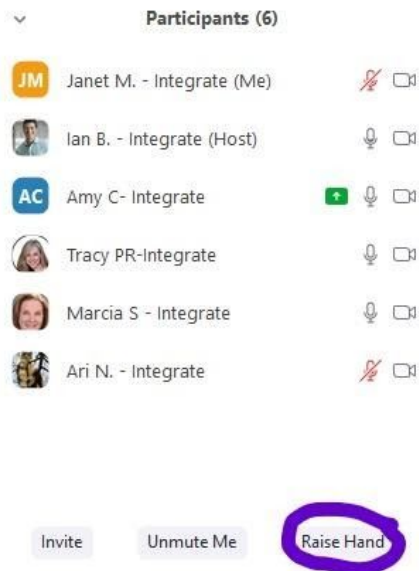 Participants (6)
JM Janet M. - Integrate (Me)
Ian B. - Integrate (Host)
AC Amy C- Integrate
Tracy PR-Integrate
Marcia S - Integrate
Ari N. - Integrate
Invite Unmute Me Raise Hand